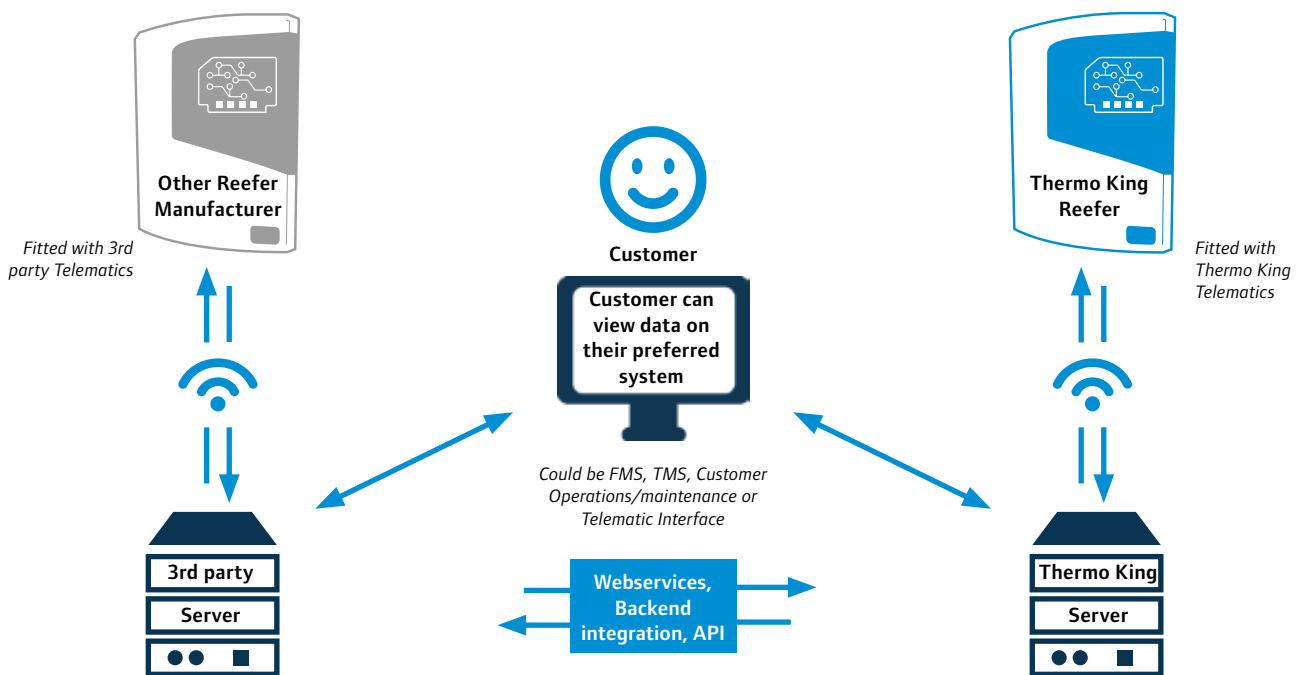 Other Reefer
Manufacturer
Fitted with 3rd
party Telematics
3rd party
Server
Customer
Customer can
view data on
their preferred
system
Could be FMS, TMS, Customer
Operations/maintenance or
Telematic Interface
Webservices,
Backend
integration, API
Thermo King
Reefer
Fitted with
Thermo King
Telematics
Thermo King
Server